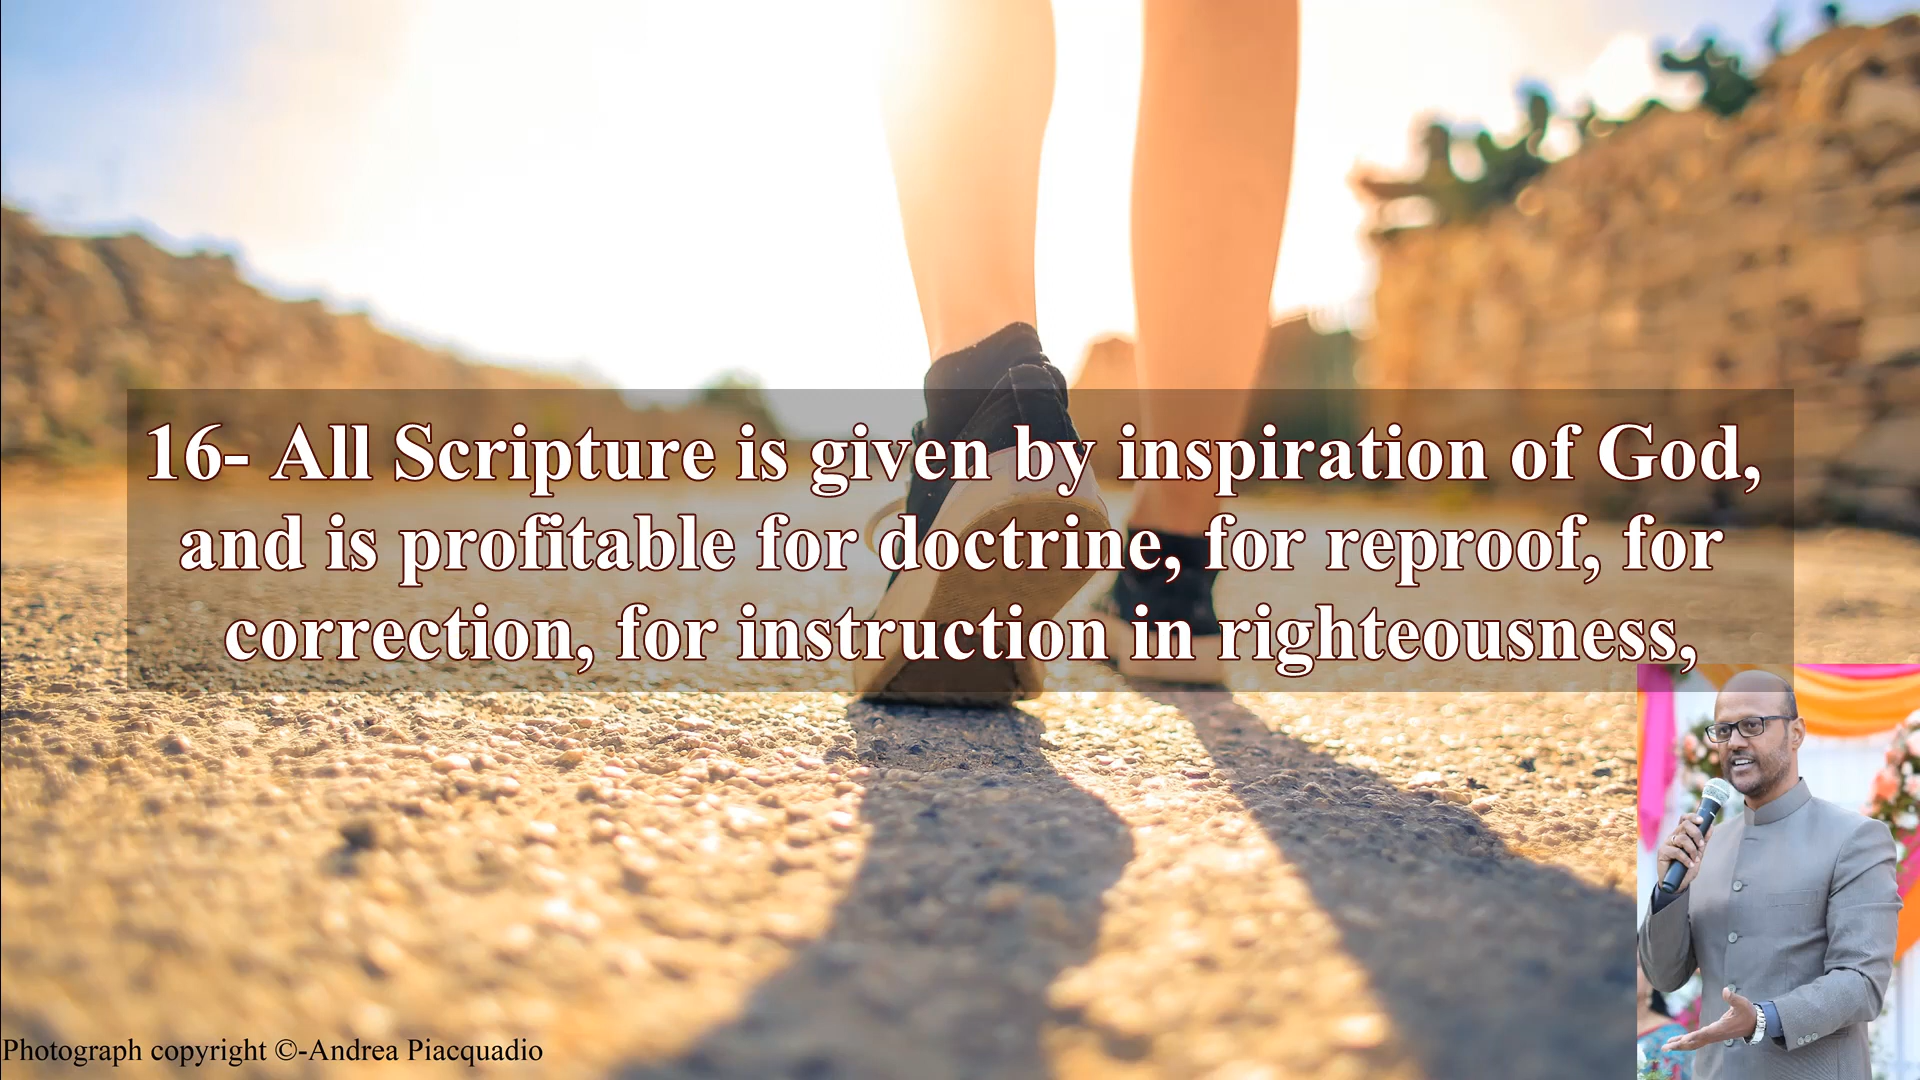 16- All Scripture is given by inspiration of God,
and is profitable for doctrine, for reproof, for
correction, for instruction in righteousness,
Photograph copyright ©-Andrea Piacquadio